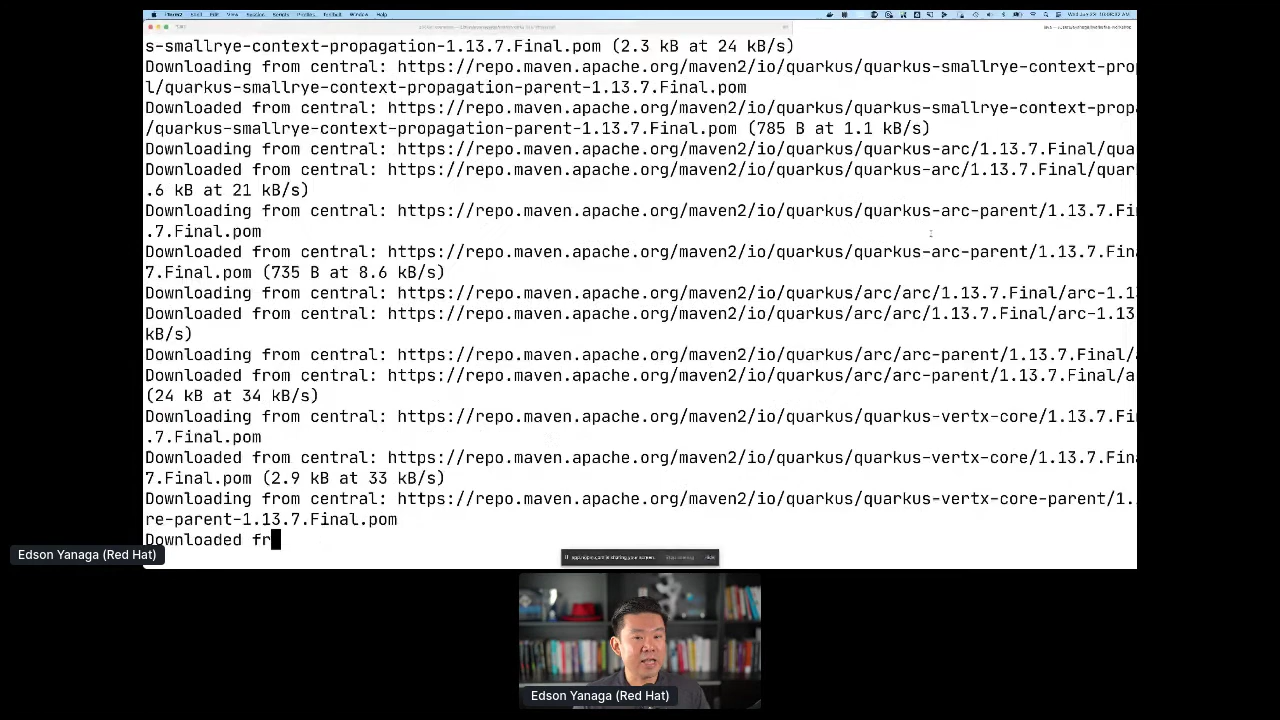 s-smallrye-context-propagation-1.13.7.Final.pom (2.3 kB at 24 kB/s)
Downloading from central: https://repo.maven.apache.org/maven2/io/quarkus/quarkus-smallrye-context-pro
l/quarkus-smallrye-context-propagation-parent-1.13.7.Final.pom
Downloaded from central: https://repo.maven.apache.org/maven2/io/quarkus/quarkus-smallrye-context-prop
/quarkus-smallrye-context-propagation-parent-1.13.7.Final.pom (785 B at 1.1 kB/s)
Downloading from central: https://repo.maven.apache.org/maven2/io/quarkus/quarkus-arc/1.13.7.Final/qua
Downloaded from central: https://repo.maven.apache.org/maven2/io/quarkus/quarkus-arc/1.13.7.Final/quar
.6 kB at 21 kB/s)
Downloading from central: https://repo.maven.apache.org/maven2/io/quarkus/quarkus-arc-parent/1.13.7.Fi
.7.Final.pom
Downloaded from central: https://repo.maven.apache.org/maven2/io/quarkus/quarkus-arc-parent/1.13.7.Fin
7.Final.pom (735 B at 8.6 kB/s)
Downloading from central: https://repo.maven.apache.org/maven2/io/quarkus/arc/arc/1.13.7.Final/arc-1.1
Downloaded from central: https://repo.maven.apache.org/maven2/io/quarkus/arc/arc/1.13.7.Final/arc-1.13
kB/s)
Downloading from central: https://repo.maven.apache.org/maven2/io/quarkus/arc/arc-parent/1.13.7.Final/
Downloaded from central: https://repo.maven.apache.org/maven2/io/quarkus/arc/arc-parent/1.13.7.Final/a
(24 kB at 34 kB/s)
Downloading from central: https://repo.maven.apache.org/maven2/io/quarkus/quarkus-vertx-core/1.13.7.Fi
.7.Final.pom
Downloaded from central: https://repo.maven.apache.org/maven2/io/quarkus/quarkus-vertx-core/1.13.7.Fin
7.Final.pom (2.9 kB at 33 kB/s)
Downloading from central: https://repo.maven.apache.org/maven2/io/quarkus/quarkus-vertx-core-parent/1.
re-parent-1.13.7.Final.pom
Downloaded fr
Edson Yanaga (Red Hat)
Edson Yanaga (Red Hat)